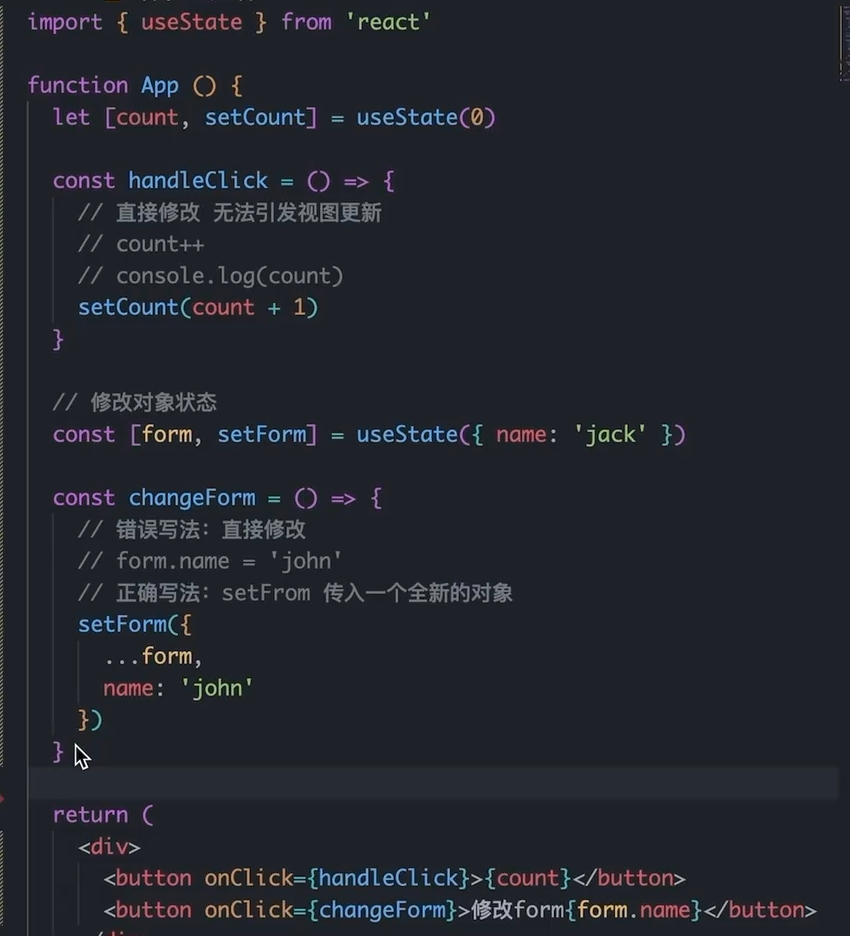 import { useState } from 'react'
function App () {
let [count, setCount] = useState(0)
const handleClick = () => {
// 直接修改 无法引发视图更新
// count++
// console.log(count)
setCount(count + 1)
}
// 修改对象状态
const [form, setForm] = useState({ name: 'jack' })
const changeForm = () => {
// 错误写法：直接修改
// form.name = 'john'
// 正确写法：setFrom 传入一个全新的对象
setForm({
...form,
name: 'john'
})
}
return (
<div>
<button onClick={handleClick}>{count}</button>
<button onClick={changeForm}>修改form{form.name}</button>